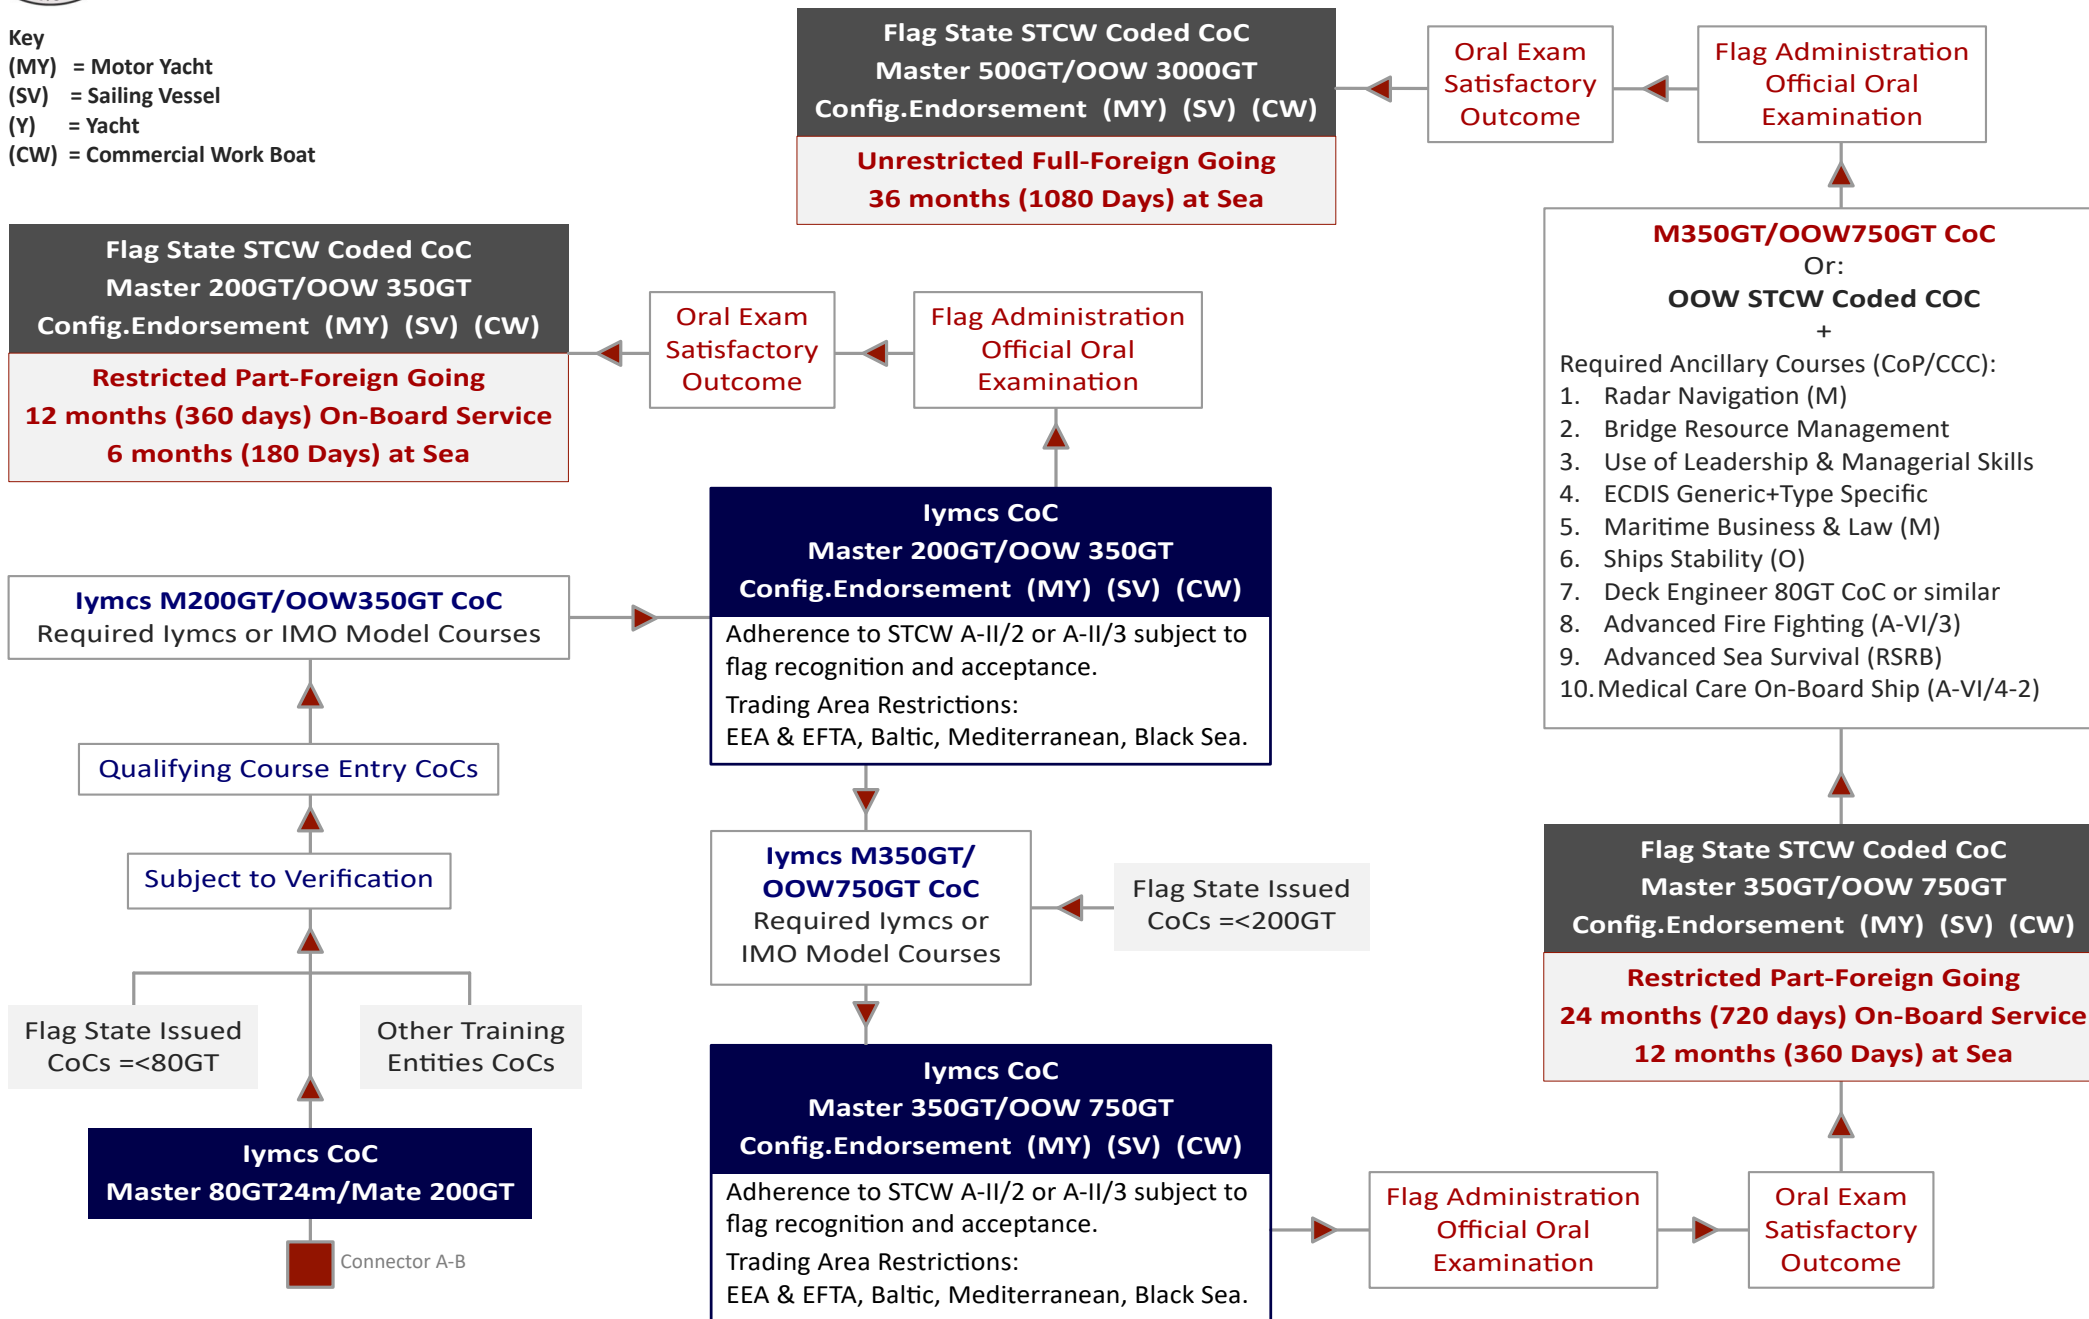 Key
(MY) = Motor Yacht
(SV) = Sailing Vessel
(Y) = Yacht
(CW) = Commercial Work Boat
Flag State STCW Coded CoC
Master 500GT/OOW 3000GT
Config.Endorsement (MY) (SV) (CW)
Unrestricted Full-Foreign Going
36 months (1080 Days) at Sea
Oral Exam
Satisfactory
Outcome
Flag Administration
Official Oral
Examination
Flag State STCW Coded CoC
Master 200GT/OOW 350GT
Config.Endorsement (MY) (SV) (CW)
Restricted Part-Foreign Going
12 months (360 days) On-Board Service
6 months (180 Days) at Sea
Oral Exam
Satisfactory
Outcome
Flag Administration
Official Oral
Examination
M350GT/OOW750GT CoC
Or:
OOW STCW Coded COC
+
Required Ancillary Courses (CoP/CCC):
1. Radar Navigation (M)
2. Bridge Resource Management
3. Use of Leadership & Managerial Skills
4. ECDIS Generic+Type Specific
5. Maritime Business & Law (M)
6. Ships Stability (O)
7. Deck Engineer 80GT CoC or similar
8. Advanced Fire Fighting (A-VI/3)
9. Advanced Sea Survival (RSRB)
10. Medical Care On-Board Ship (A-VI/4-2)
Iymcs CoC
Master 200GT/OOW 350GT
Config.Endorsement (MY) (SV) (CW)
Adherence to STCW A-II/2 or A-II/3 subject to
flag recognition and acceptance.
Trading Area Restrictions:
EEA & EFTA, Baltic, Mediterranean, Black Sea.
Iymcs M200GT/OOW350GT CoC
Required Iymcs or IMO Model Courses
Qualifying Course Entry CoCs
Subject to Verification
Flag State Issued
CoCs =<80GT
Other Training
Entities CoCs
Iymcs CoC
Master 80GT24m/Mate 200GT
Connector A-B
Iymcs M350GT/
OOW750GT CoC
Required Iymcs or
IMO Model Courses
Flag State Issued
CoCs =<200GT
Iymcs CoC
Master 350GT/OOW 750GT
Config.Endorsement (MY) (SV) (CW)
Adherence to STCW A-II/2 or A-II/3 subject to
flag recognition and acceptance.
Trading Area Restrictions:
EEA & EFTA, Baltic, Mediterranean, Black Sea.
Flag Administration
Official Oral
Examination
Oral Exam
Satisfactory
Outcome
Flag State STCW Coded CoC
Master 350GT/OOW 750GT
Config.Endorsement (MY) (SV) (CW)
Restricted Part-Foreign Going
24 months (720 days) On-Board Service
12 months (360 Days) at Sea